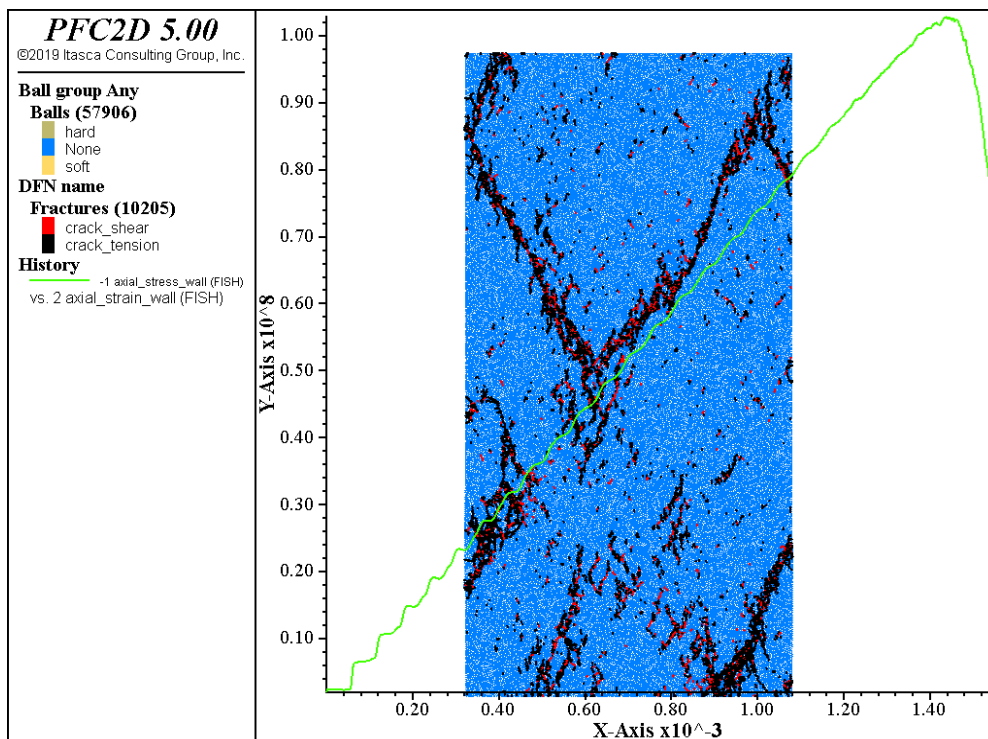 PFC2D 5.00
©2019 Itasca Consulting Group, Inc.
Ball group Any
Balls (57906)
hard
None
soft
DFN name
Fractures (10205)
crack_shear
crack_tension
History
-1 axial_stress_wall (FISH)
vs. 2 axial_strain_wall (FISH)
Y-Axis x10^8
1.00
0.90
0.80
0.70
0.60
0.50
0.40
0.30
0.20
0.10
0.20
0.40
0.60
0.80
1.00
1.20
1.40
X-Axis x10^-3